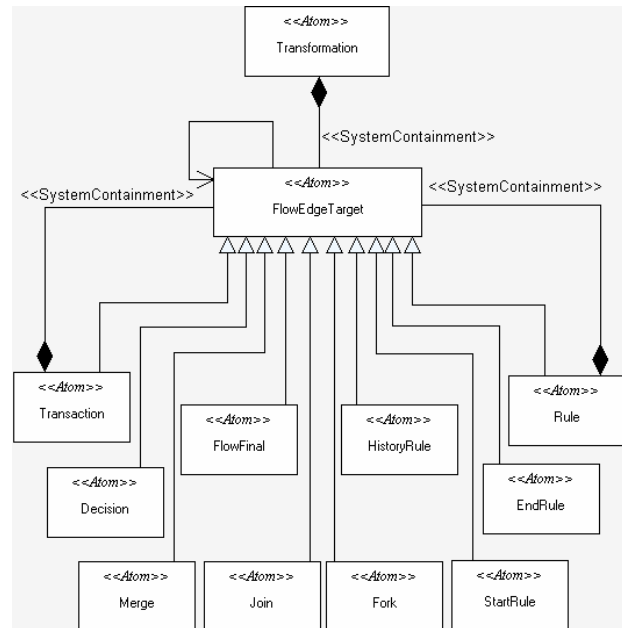 <<Atom>>
Transformation
<<SystemContainment>>
<<SystemContainment>>
<<Atom>>
FlowEdgeTarget
<<SystemContainment>>
<<Atom>>
Transaction
<<Atom>>
FlowFinal
<<Atom>>
HistoryRule
<<Atom>>
Rule
<<Atom>>
Decision
<<Atom>>
EndRule
<<Atom>>
Merge
<<Atom>>
Join
<<Atom>>
Fork
<<Atom>>
StartRule